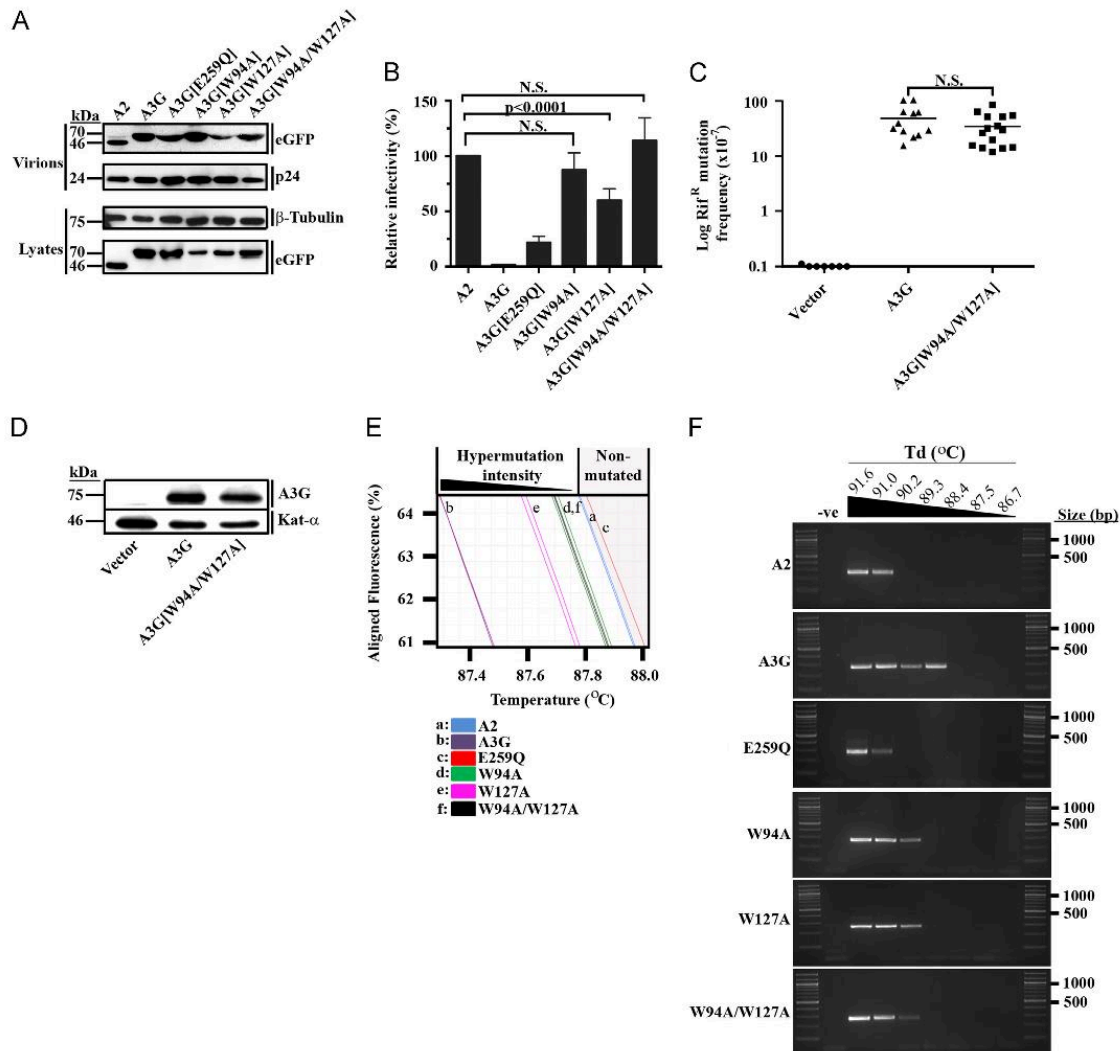 A
A2
A3G
A3G[E259Q]
A3G[W94A]
A3G[W127A]
A3G[W94A/W127A]
kDa
Virions
70
46
eGFP
24
p24
Lyates
75
β-Tubulin
70
46
eGFP
B
N.S.
p<0.0001
N.S.
Relative infectivity (%)
150
125
100
75
50
25
0
A2
A3G
A3G[E259Q]
A3G[W94A]
A3G[W127A]
A3G[W94A/W127A]
C
N.S.
Log Rif^R mutation
frequency (x10^-7)
100
10
1
0.1
Vector
A3G
A3G[W94A/W127A]
D
kDa
75
A3G
46
Kat-α
Vector
A3G
A3G[W94A/W127A]
E
Hypermutation
intensity
Non-
mutated
Aligned Fluorescence (%)
64
63
62
61
b
e
d,f
a
c
87.4
87.6
87.8
88.0
Temperature (°C)
a: A2
b: A3G
c: E259Q
d: W94A
e: W127A
f: W94A/W127A
F
Td (°C)
91.6
91.0
90.2
89.3
88.4
87.5
86.7
-ve
Size (bp)
A2
1000
500
A3G
1000
500
E259Q
1000
500
W94A
1000
500
W127A
1000
500
W94A/W127A
1000
500